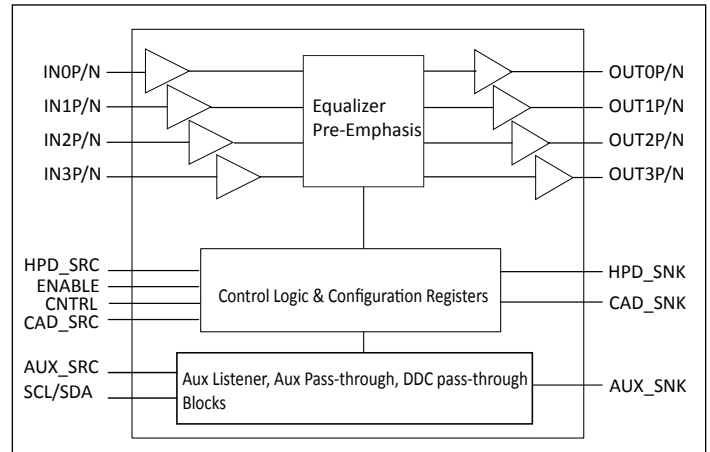 IN0P/N
OUT0P/N
IN1P/N
OUT1P/N
Equalizer
Pre-Emphasis
IN2P/N
OUT2P/N
IN3P/N
OUT3P/N
HPD_SRC
ENABLE
CNTRL
CAD_SRC
Control Logic & Configuration Registers
HPD_SNK
CAD_SNK
AUX_SRC
SCL/SDA
Aux Listener, Aux Pass-through, DDC pass-through
Blocks
AUX_SNK